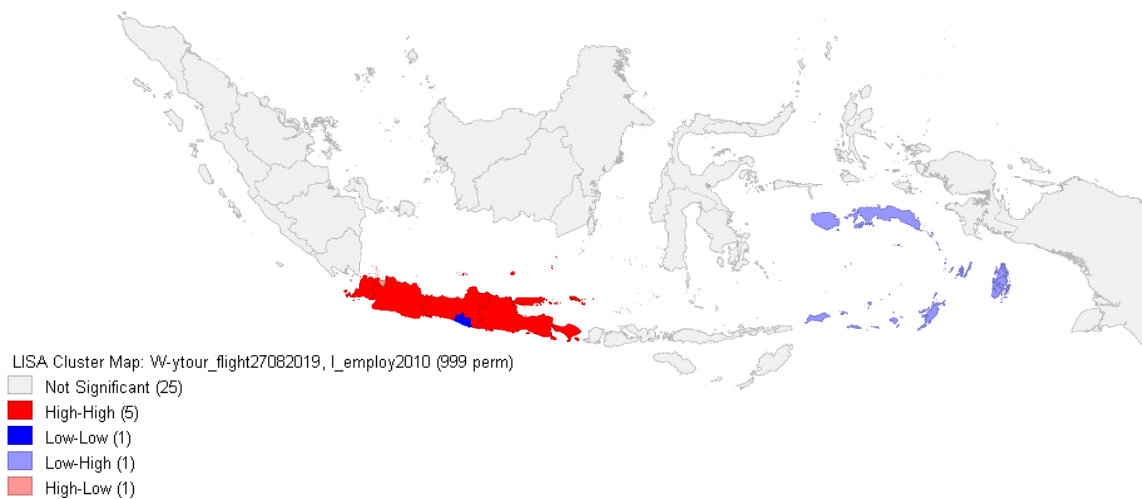 LISA Cluster Map: W-ytour_flight27082019, I_employ2010 (999 perm)
Not Significant (25)
High-High (5)
Low-Low (1)
Low-High (1)
High-Low (1)